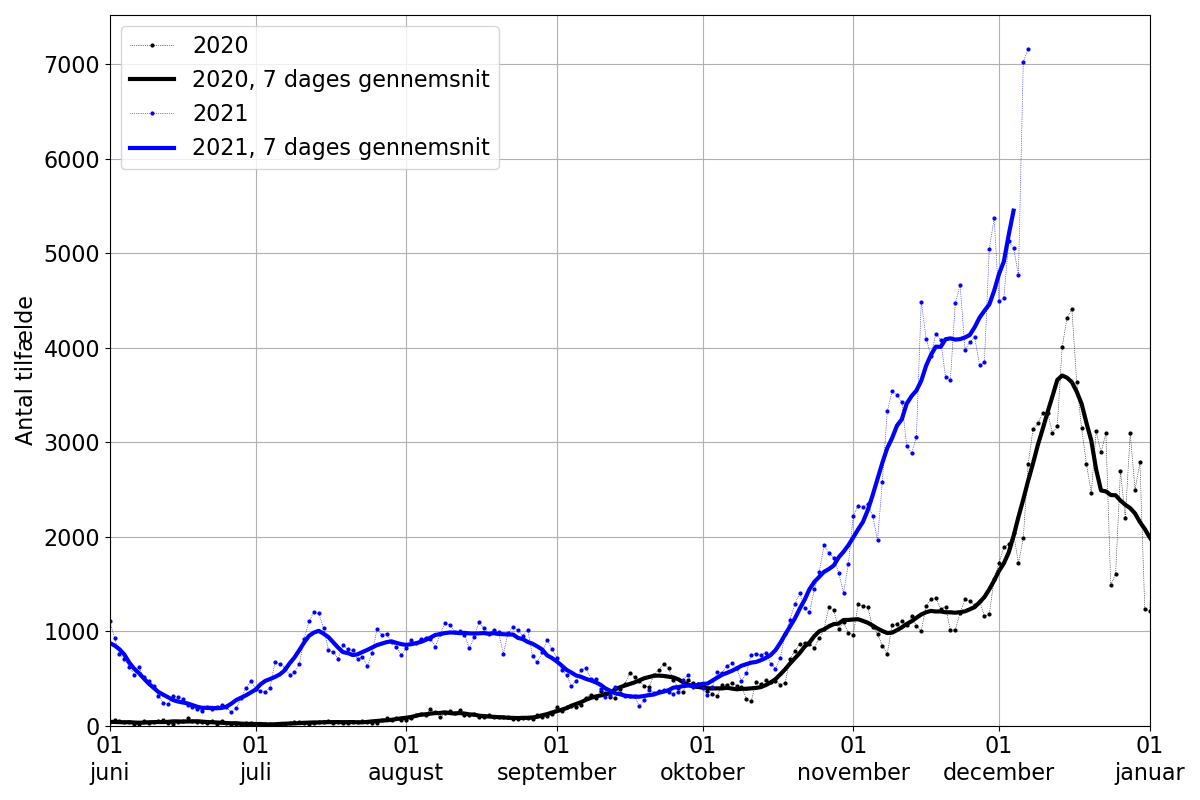 2020
2020, 7 dages gennemsnit
2021
2021, 7 dages gennemsnit
Antal tilfælde
7000
6000
5000
4000
3000
2000
1000
0
01 01 01 01 01 01 01 01
juni juli august september oktober november december januar